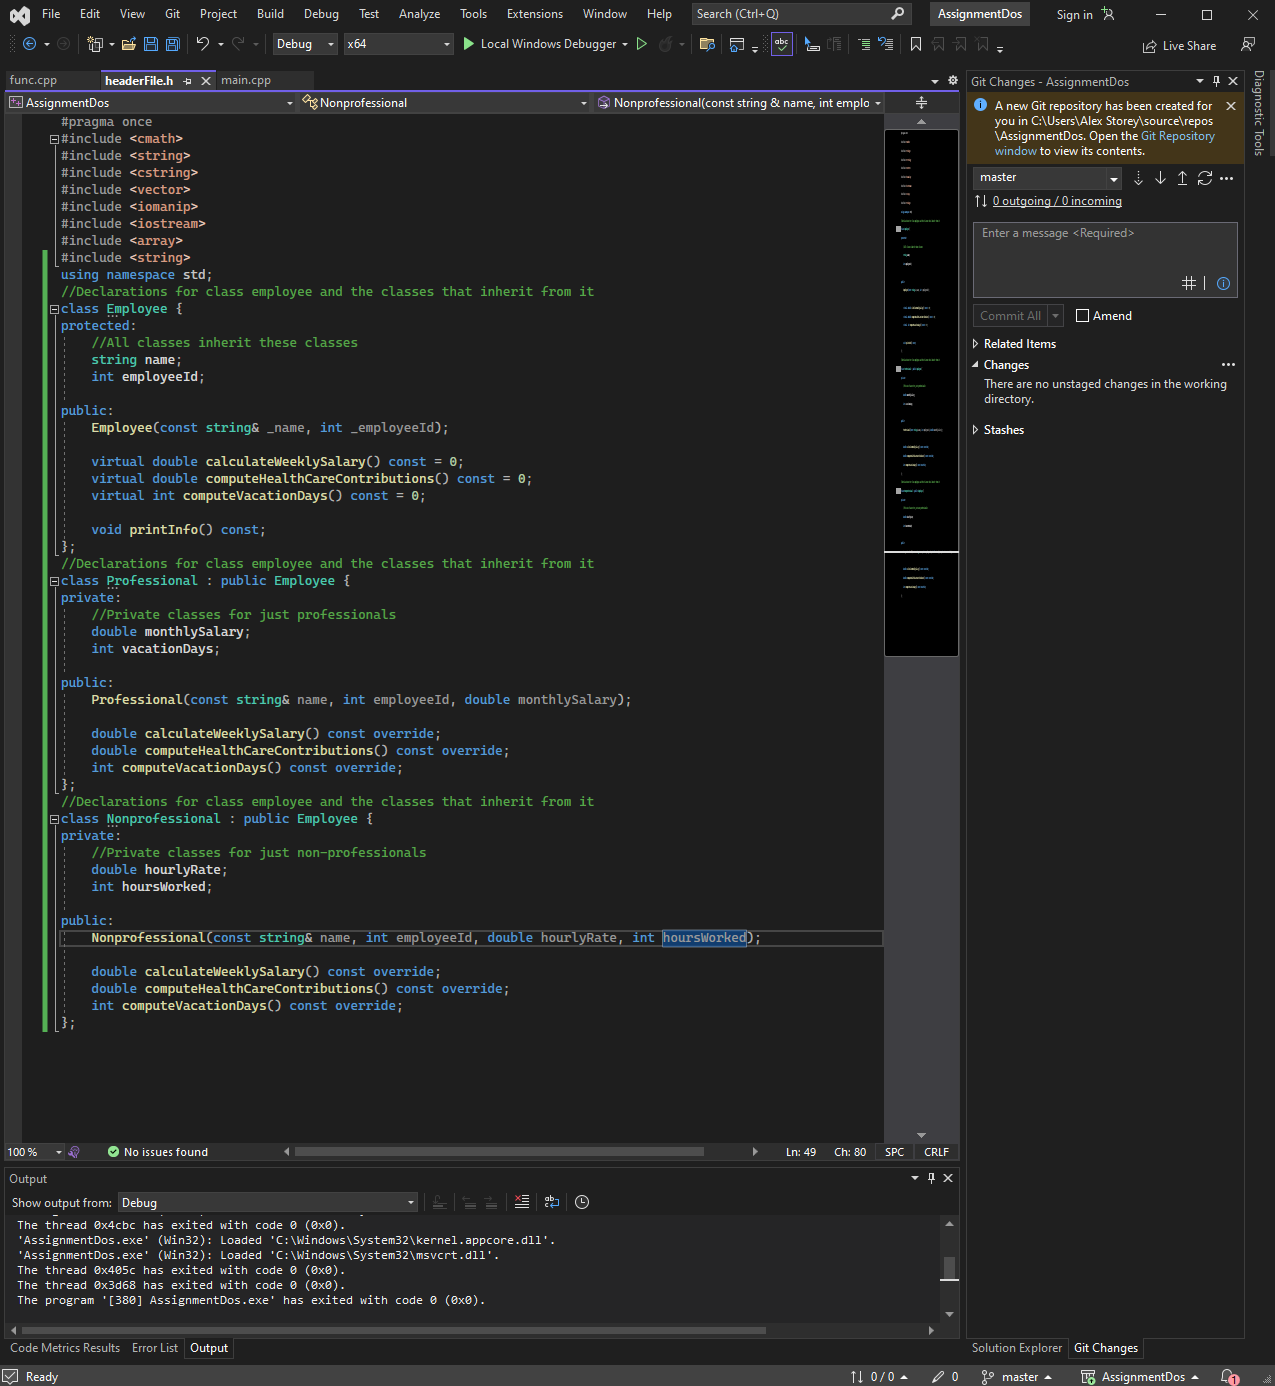 File Edit View Git Project Build Debug Test Analyze Tools Extensions Window Help Search (Ctrl+Q) AssignmentDos Sign in
Debug x64 Local Windows Debugger Live Share
func.cpp headerFile.h main.cpp
AssignmentDos Nonprofessional Nonprofessional(const string & name, int emplo
#pragma once
#include <cmath>
#include <string>
#include <cstring>
#include <vector>
#include <iomanip>
#include <iostream>
#include <array>
#include <string>
using namespace std;
//Declarations for class employee and the classes that inherit from it
class Employee {
protected:
//All classes inherit these classes
string name;
int employeeId;
public:
Employee(const string& _name, int _employeeId);
virtual double calculateWeeklySalary() const = 0;
virtual double computeHealthCareContributions() const = 0;
virtual int computeVacationDays() const = 0;
void printInfo() const;
};
//Declarations for class employee and the classes that inherit from it
class Professional : public Employee {
private:
//Private classes for just professionals
double monthlySalary;
int vacationDays;
public:
Professional(const string& name, int employeeId, double monthlySalary);
double calculateWeeklySalary() const override;
double computeHealthCareContributions() const override;
int computeVacationDays() const override;
};
//Declarations for class employee and the classes that inherit from it
class Nonprofessional : public Employee {
private:
//Private classes for just non-professionals
double hourlyRate;
int hoursWorked;
public:
Nonprofessional(const string& name, int employeeId, double hourlyRate, int hoursWorked);
double calculateWeeklySalary() const override;
double computeHealthCareContributions() const override;
int computeVacationDays() const override;
};
100 % No issues found Ln: 49 Ch: 80 SPC CRLF
Output
Show output from: Debug
The thread 0x4cbc has exited with code 0 (0x0).
'AssignmentDos.exe' (Win32): Loaded 'C:\Windows\System32\kernel.appcore.dll'.
'AssignmentDos.exe' (Win32): Loaded 'C:\Windows\System32\msvcrt.dll'.
The thread 0x405c has exited with code 0 (0x0).
The thread 0x3d68 has exited with code 0 (0x0).
The program '[380] AssignmentDos.exe' has exited with code 0 (0x0).
Code Metrics Results Error List Output
Git Changes - AssignmentDos
A new Git repository has been created for
you in C:\Users\Alex Storey\source\repos
\AssignmentDos. Open the Git Repository
window to view its contents.
master
0 outgoing / 0 incoming
Enter a message <Required>
Commit All Amend
Related Items
Changes
There are no unstaged changes in the working
directory.
Stashes
Solution Explorer Git Changes
Diagnostic Tools
Ready 0 / 0 0 master AssignmentDos 1